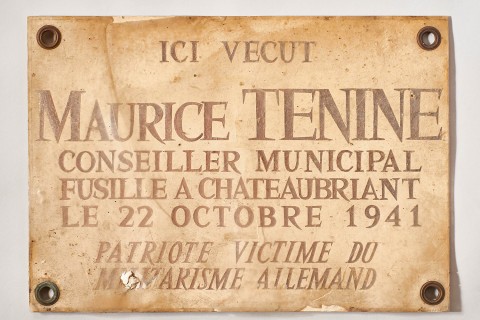 ICI VECUT
MAURICE TENINE
CONSEILLER MUNICIPAL
FUSILLE A CHATEAUBRIANT
LE 22 OCTOBRE 1941
PATRIOTE VICTIME DU
ALLEMAND